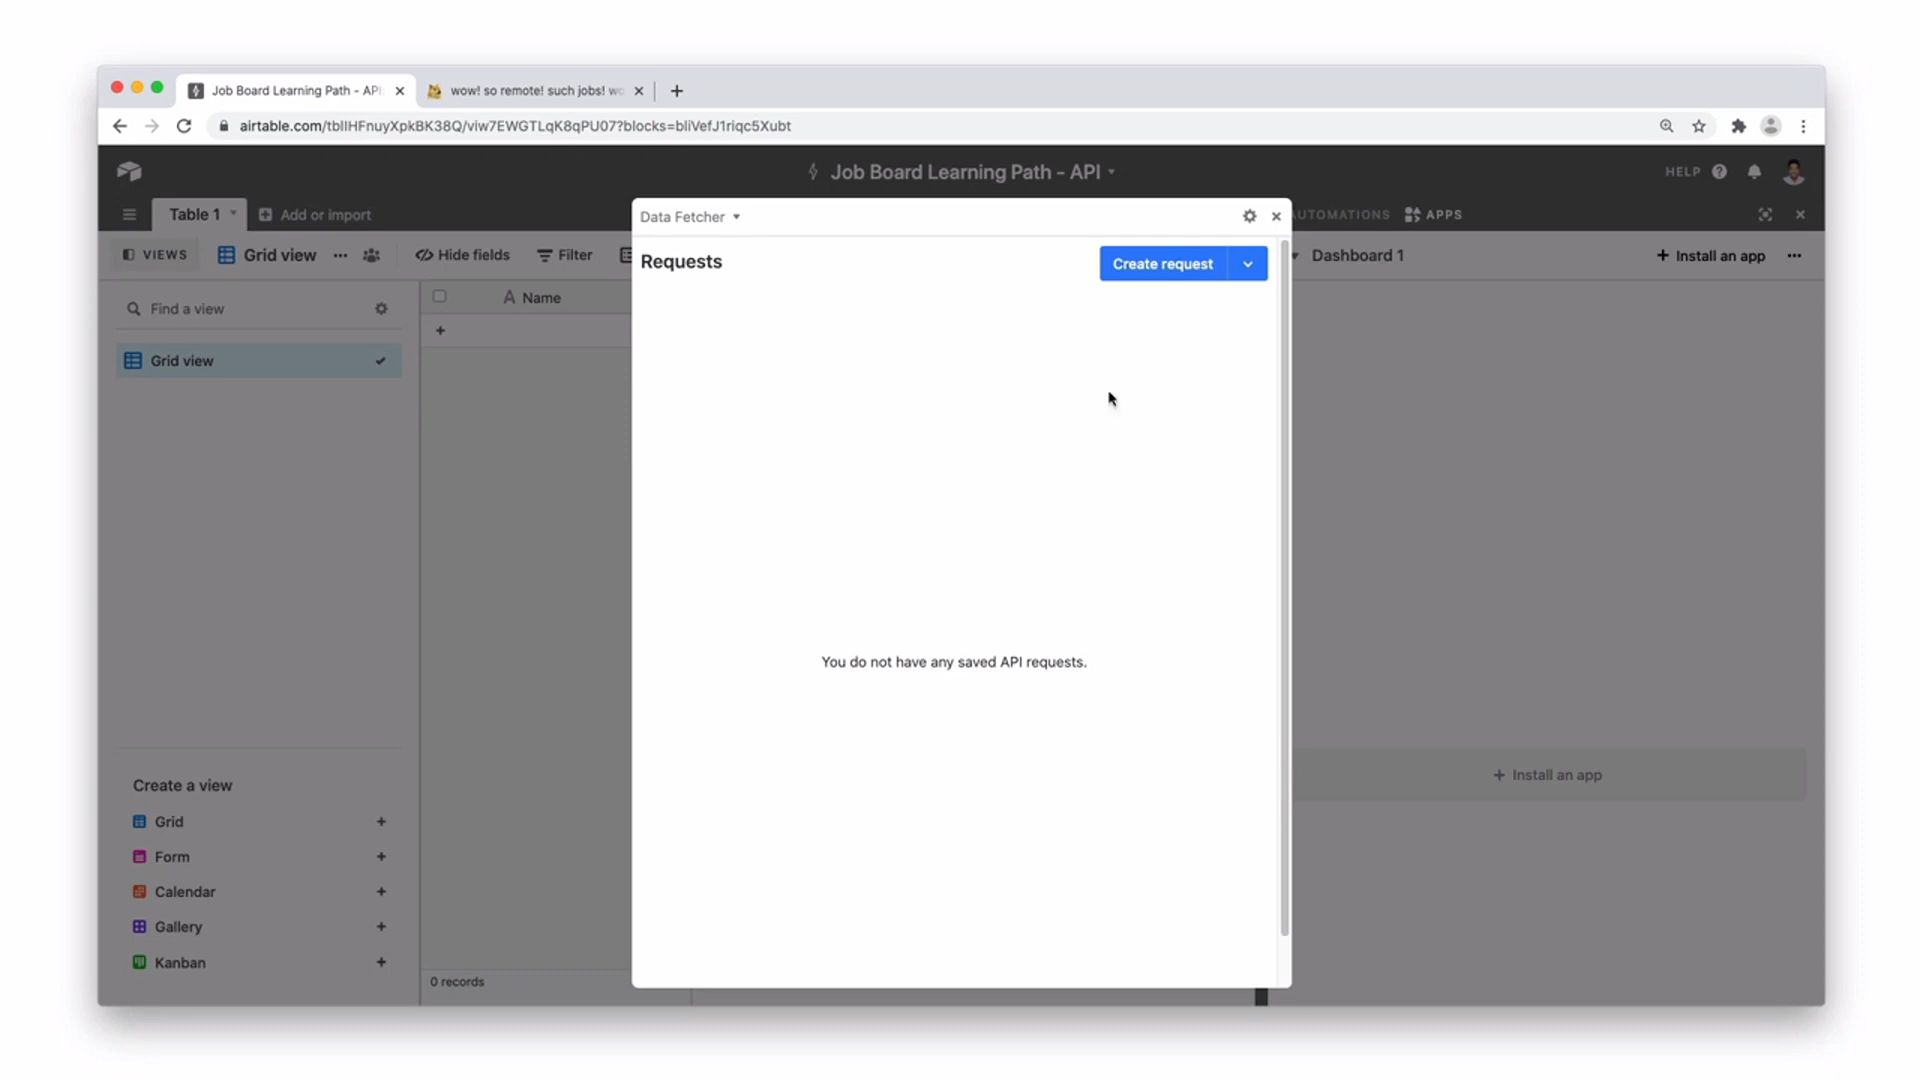 Job Board Learning Path - API
wow! so remote! such jobs! wo
airtable.com/tblIHFnuyXpkBK38Q/viw7EWGTLqK8qPU07?blocks=bliVefJ1riqc5Xubt
Job Board Learning Path - API
HELP
Table 1
Add or import
Data Fetcher
UTOMATIONS
APPS
VIEWS
Grid view
Hide fields
Filter
Requests
Create request
Dashboard 1
+ Install an app
Find a view
Name
Grid view
You do not have any saved API requests.
+ Install an app
Create a view
Grid
Form
Calendar
Gallery
Kanban
0 records